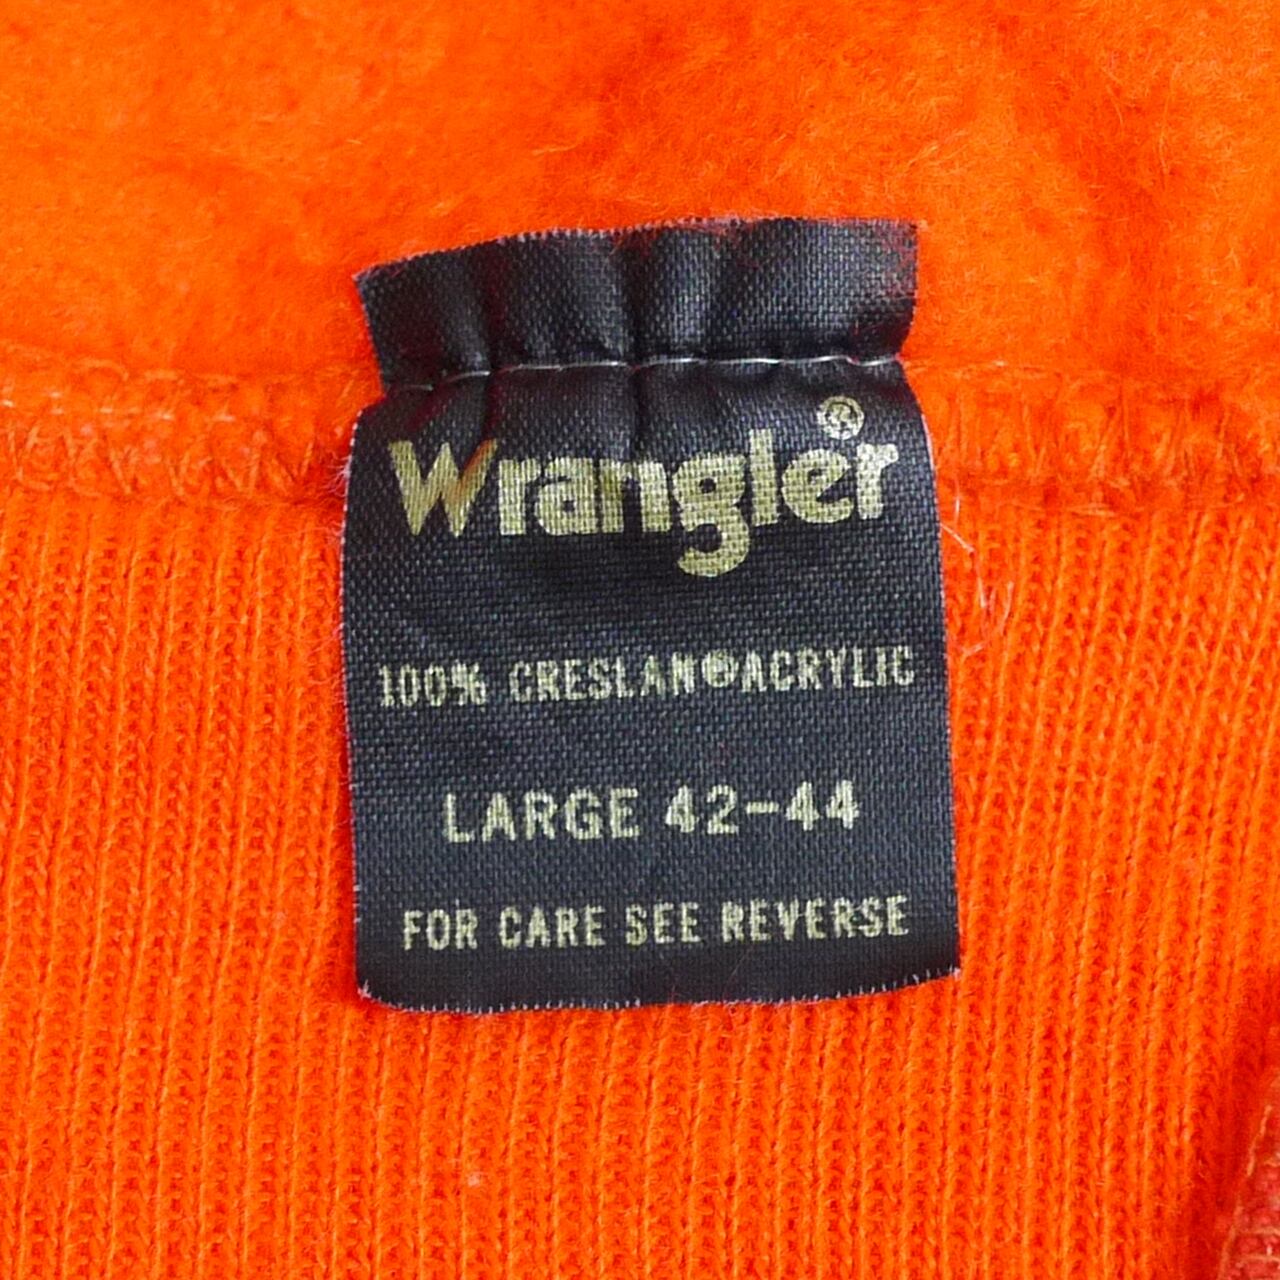 Wrangler®
100% CRESLAN®ACRYLIC
LARGE 42-44
FOR CARE SEE REVERSE